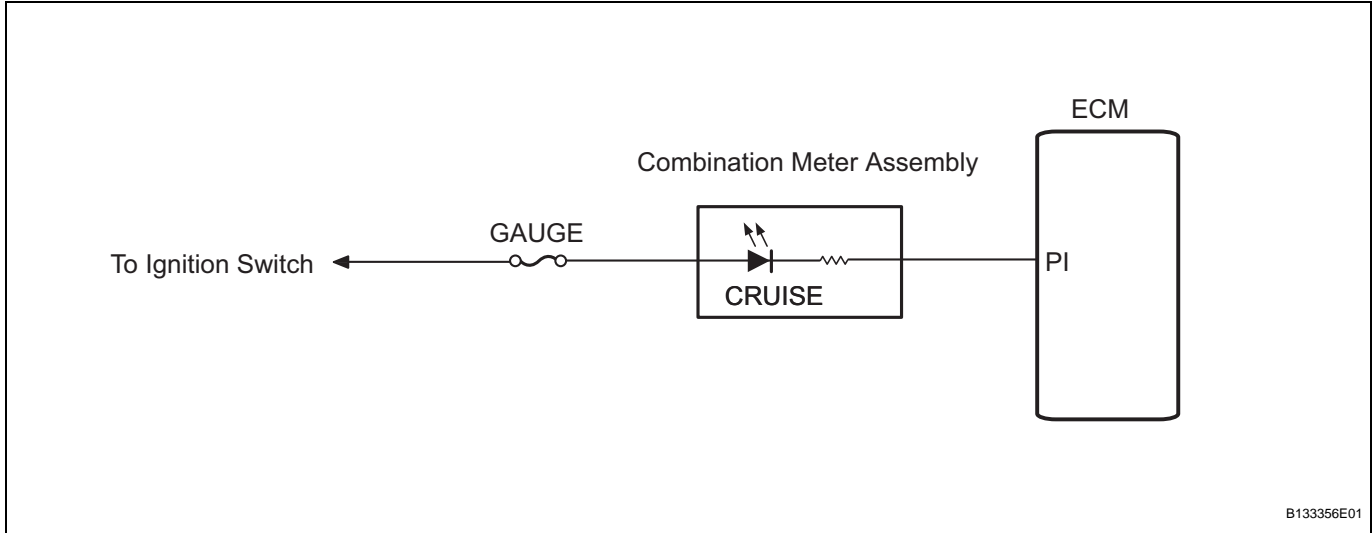 ECM
Combination Meter Assembly
GAUGE
To Ignition Switch
PI
CRUISE
B133356E01